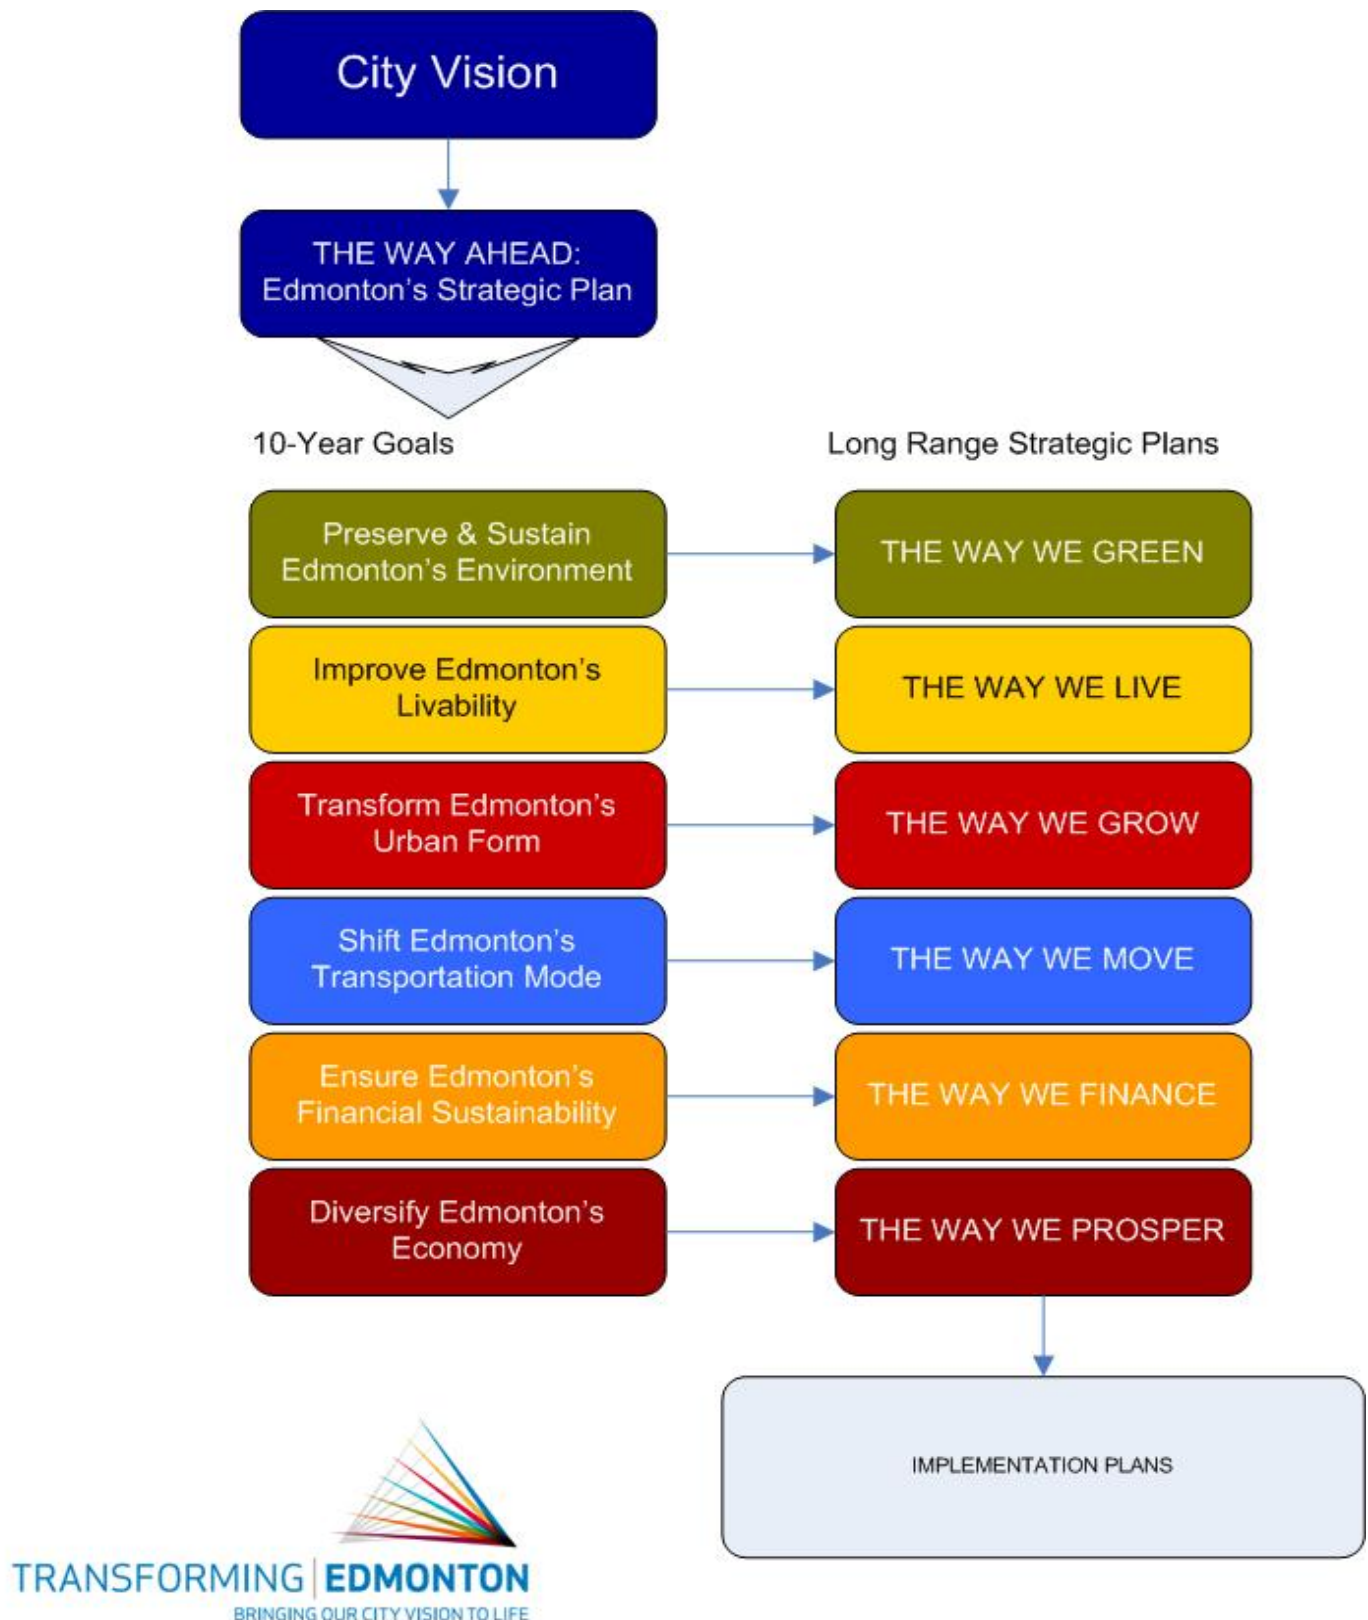 City Vision
THE WAY AHEAD:
Edmonton’s Strategic Plan
10-Year Goals
Long Range Strategic Plans
Preserve & Sustain
Edmonton’s Environment
THE WAY WE GREEN
Improve Edmonton’s
Livability
THE WAY WE LIVE
Transform Edmonton’s
Urban Form
THE WAY WE GROW
Shift Edmonton’s
Transportation Mode
THE WAY WE MOVE
Ensure Edmonton’s
Financial Sustainability
THE WAY WE FINANCE
Diversify Edmonton’s
Economy
THE WAY WE PROSPER
IMPLEMENTATION PLANS
TRANSFORMING | EDMONTON
BRINGING OUR CITY VISION TO LIFE